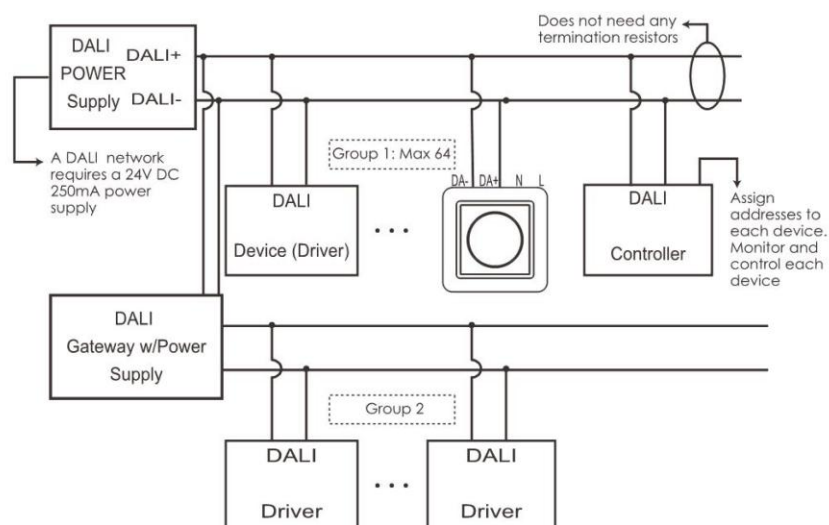 DALI
POWER
Supply
DALI+
DALI-
Does not need any
termination resistors
A DALI network
requires a 24V DC
250mA power
supply
Group 1: Max 64
DALI
Device (Driver)
...
DA- DA+ N L
DALI
Controller
Assign
addresses to
each device.
Monitor and
control each
device
DALI
Gateway w/Power
Supply
Group 2
DALI
Driver
...
DALI
Driver